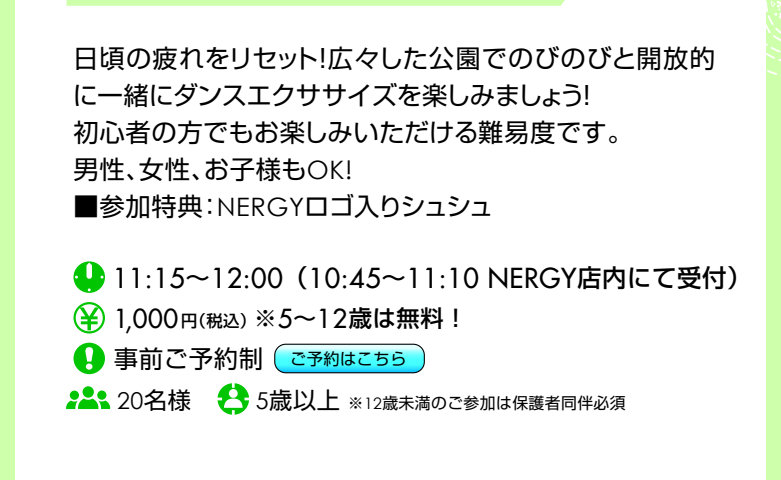 日頃の疲れをリセット!広々した公園でのびのびと開放的
に一緒にダンスエクササイズを楽しみましょう!
初心者の方でもお楽しみいただける難易度です。
男性、女性、お子様もOK!
■参加特典：NERGYロゴ入りシュシュ
11:15〜12:00（10:45〜11:10 NERGY店内にて受付）
1,000円(税込) ※5〜12歳は無料！
事前ご予約制 ご予約はこちら
20名様 5歳以上 ※12歳未満のご参加は保護者同伴必須